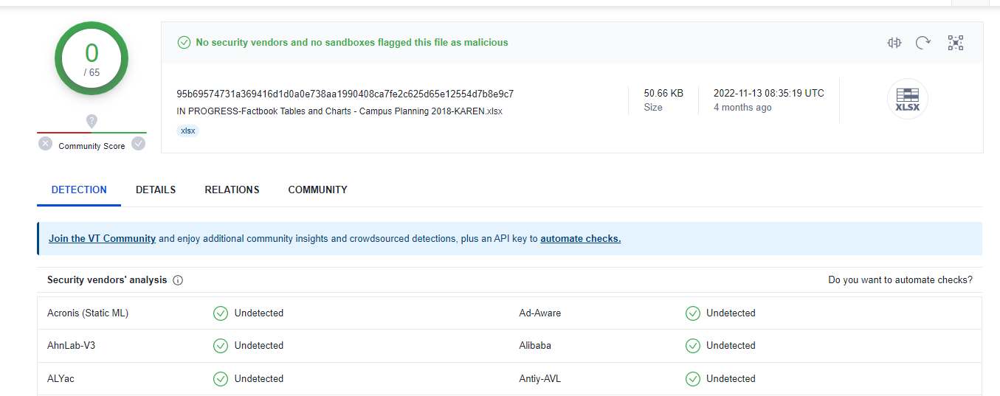 0
/ 65
?
Community Score
No security vendors and no sandboxes flagged this file as malicious
95b69574731a369416d1d0a0e738aa1990408ca7fe2c625d65e12554d7b8e9c7
IN PROGRESS-Factbook Tables and Charts - Campus Planning 2018-KAREN.xlsx
xlsx
50.66 KB
Size
2022-11-13 08:35:19 UTC
4 months ago
XLSX
DETECTION DETAILS RELATIONS COMMUNITY
Join the VT Community and enjoy additional community insights and crowdsourced detections, plus an API key to automate checks.
Security vendors' analysis Do you want to automate checks?
Acronis (Static ML) Undetected Ad-Aware Undetected
AhnLab-V3 Undetected Alibaba Undetected
ALYac Undetected Antiy-AVL Undetected